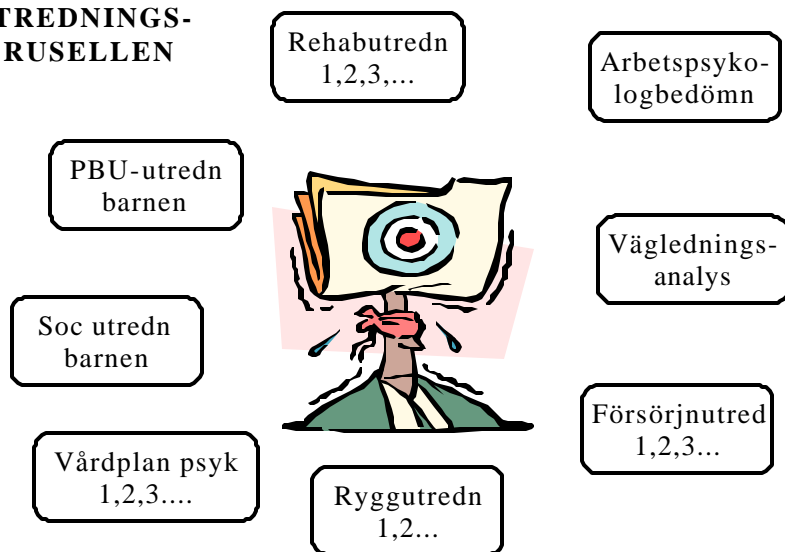 TREDNINGS-
RUSELLEN
Rehabutredn
1,2,3,...
Arbetspsyko-
logbedömn
PBU-utredn
barnen
Väglednings-
analys
Soc utredn
barnen
Försörjnutred
1,2,3...
Vårdplan psyk
1,2,3....
Ryggutredn
1,2...